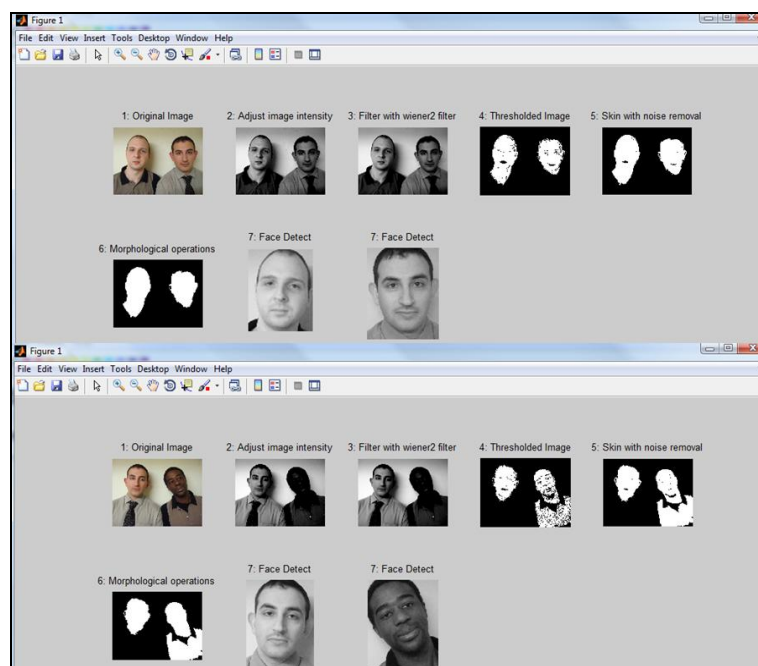 Figure 1
File Edit View Insert Tools Desktop Window Help
1: Original Image 2: Adjust image intensity 3: Filter with wiener2 filter 4: Thresholded Image 5: Skin with noise removal
6: Morphological operations 7: Face Detect 7: Face Detect
Figure 1
File Edit View Insert Tools Desktop Window Help
1: Original Image 2: Adjust image intensity 3: Filter with wiener2 filter 4: Thresholded Image 5: Skin with noise removal
6: Morphological operations 7: Face Detect 7: Face Detect